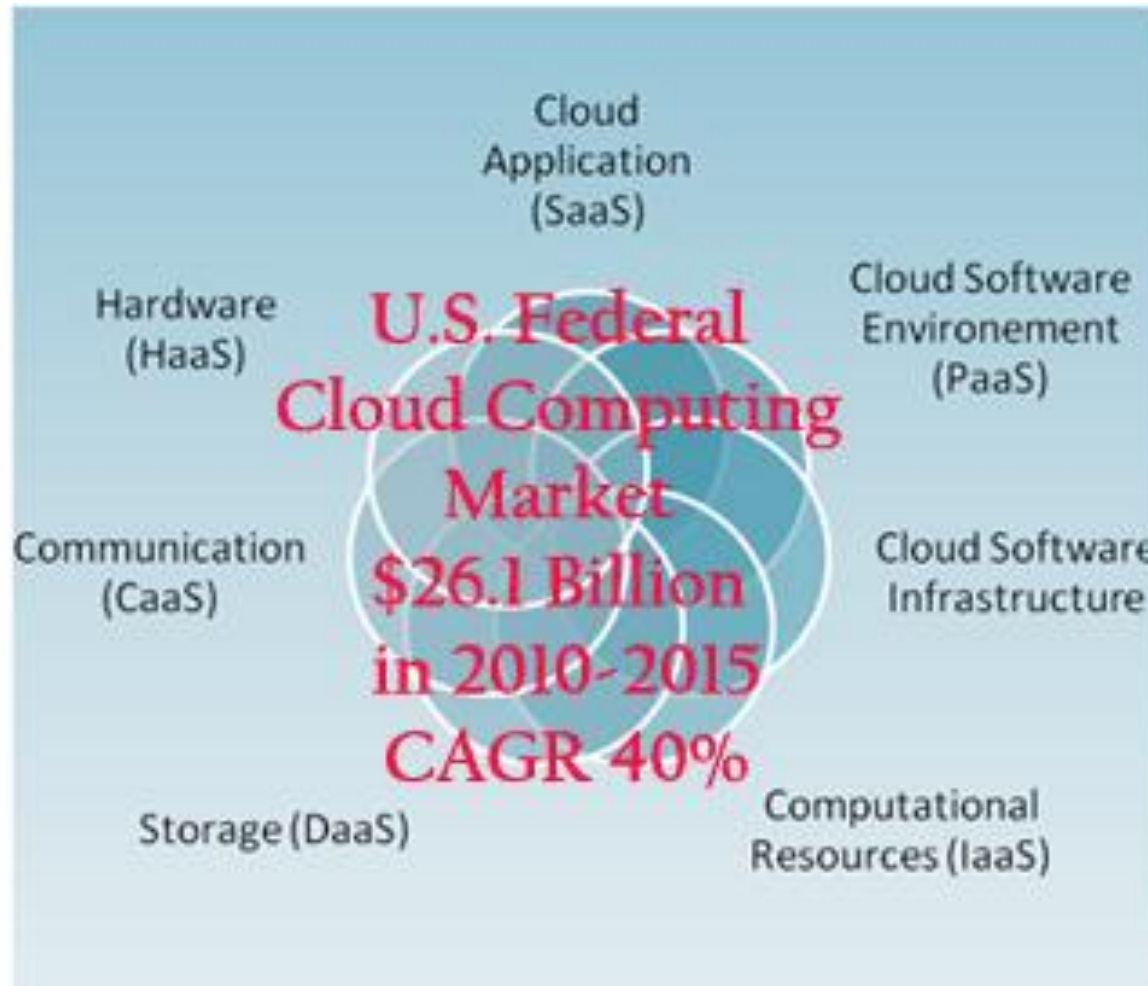 Cloud
Application
(SaaS)
Hardware
(HaaS)
U.S. Federal
Cloud Computing
Market
$26.1 Billion
in 2010-2015
CAGR 40%
Cloud Software
Environement
(PaaS)
Communication
(CaaS)
Cloud Software
Infrastructure
Storage (DaaS)
Computational
Resources (IaaS)